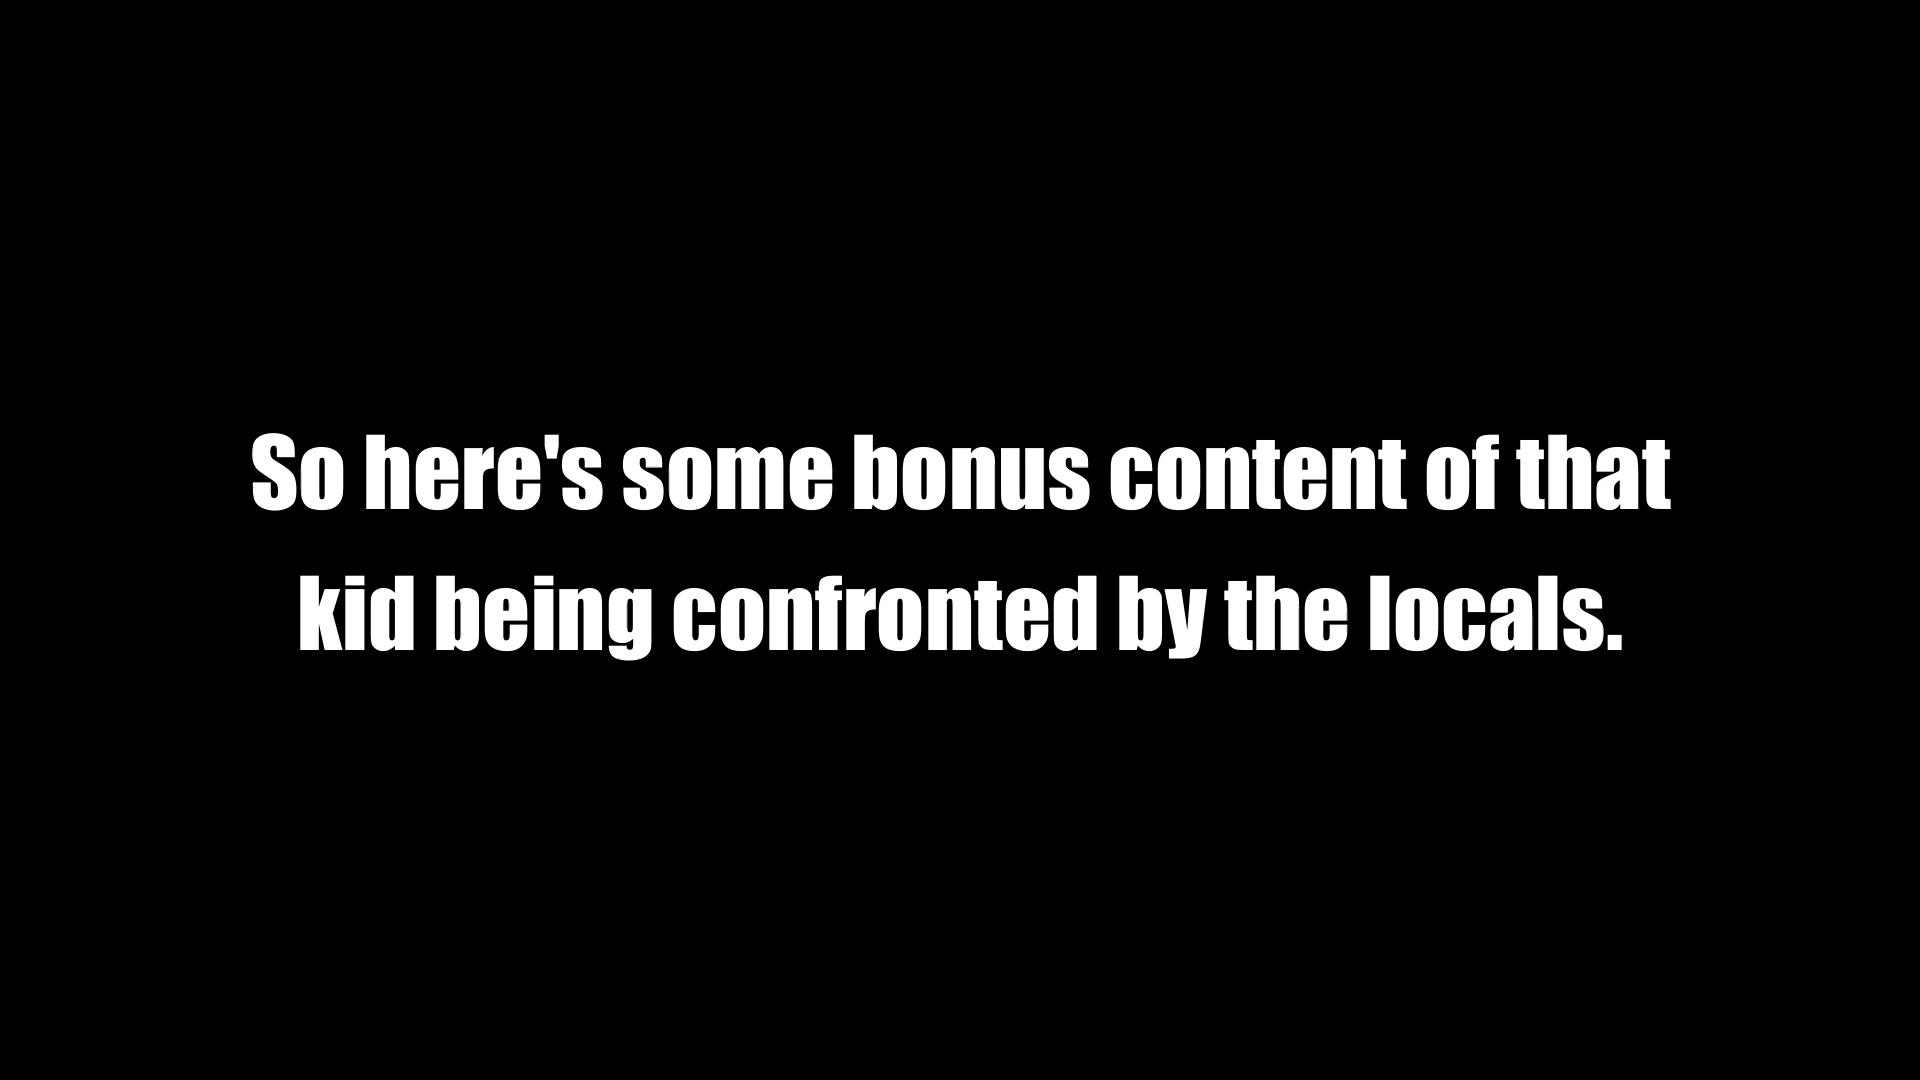 So here's some bonus content of that
kid being confronted by the locals.